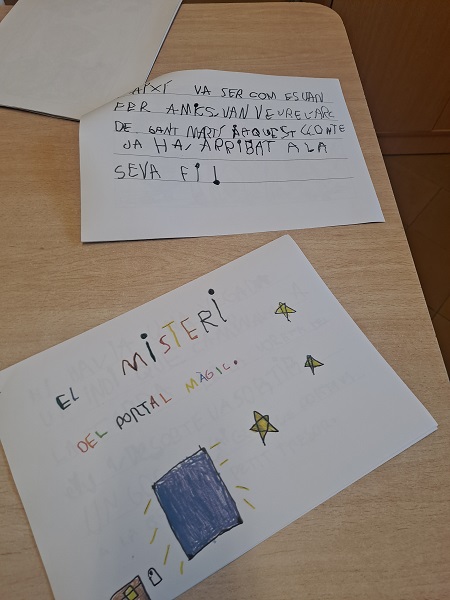 AIXÍ VA SER COM ES VAN
FER AMICS, VAN VEURE L'ARC
DE SANT MARTÍ I AQUEST CONTE
JA HA, ARRIBAT A LA
SEVA FI
EL MISTERI
DEL PORTAL MÀGIC.